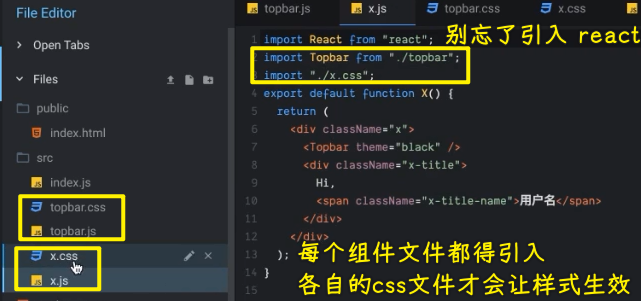 File Editor
Open Tabs
Files
public
index.html
src
index.js
topbar.css
topbar.js
x.css
x.js
topbar.js x.js topbar.css x.css
别忘了引入 react
1 import React from "react";
2 import Topbar from "./topbar";
3 import "./x.css";
4 export default function X() {
5 return (
6 <div className="x">
7 <Topbar theme="black" />
8 <div className="x-title">
9 Hi,
10 <span className="x-title-name">用户名</span>
11 </div>
12 </div>
13 );
14 }
15
每个组件文件都得引入
各自的css文件才会让样式生效